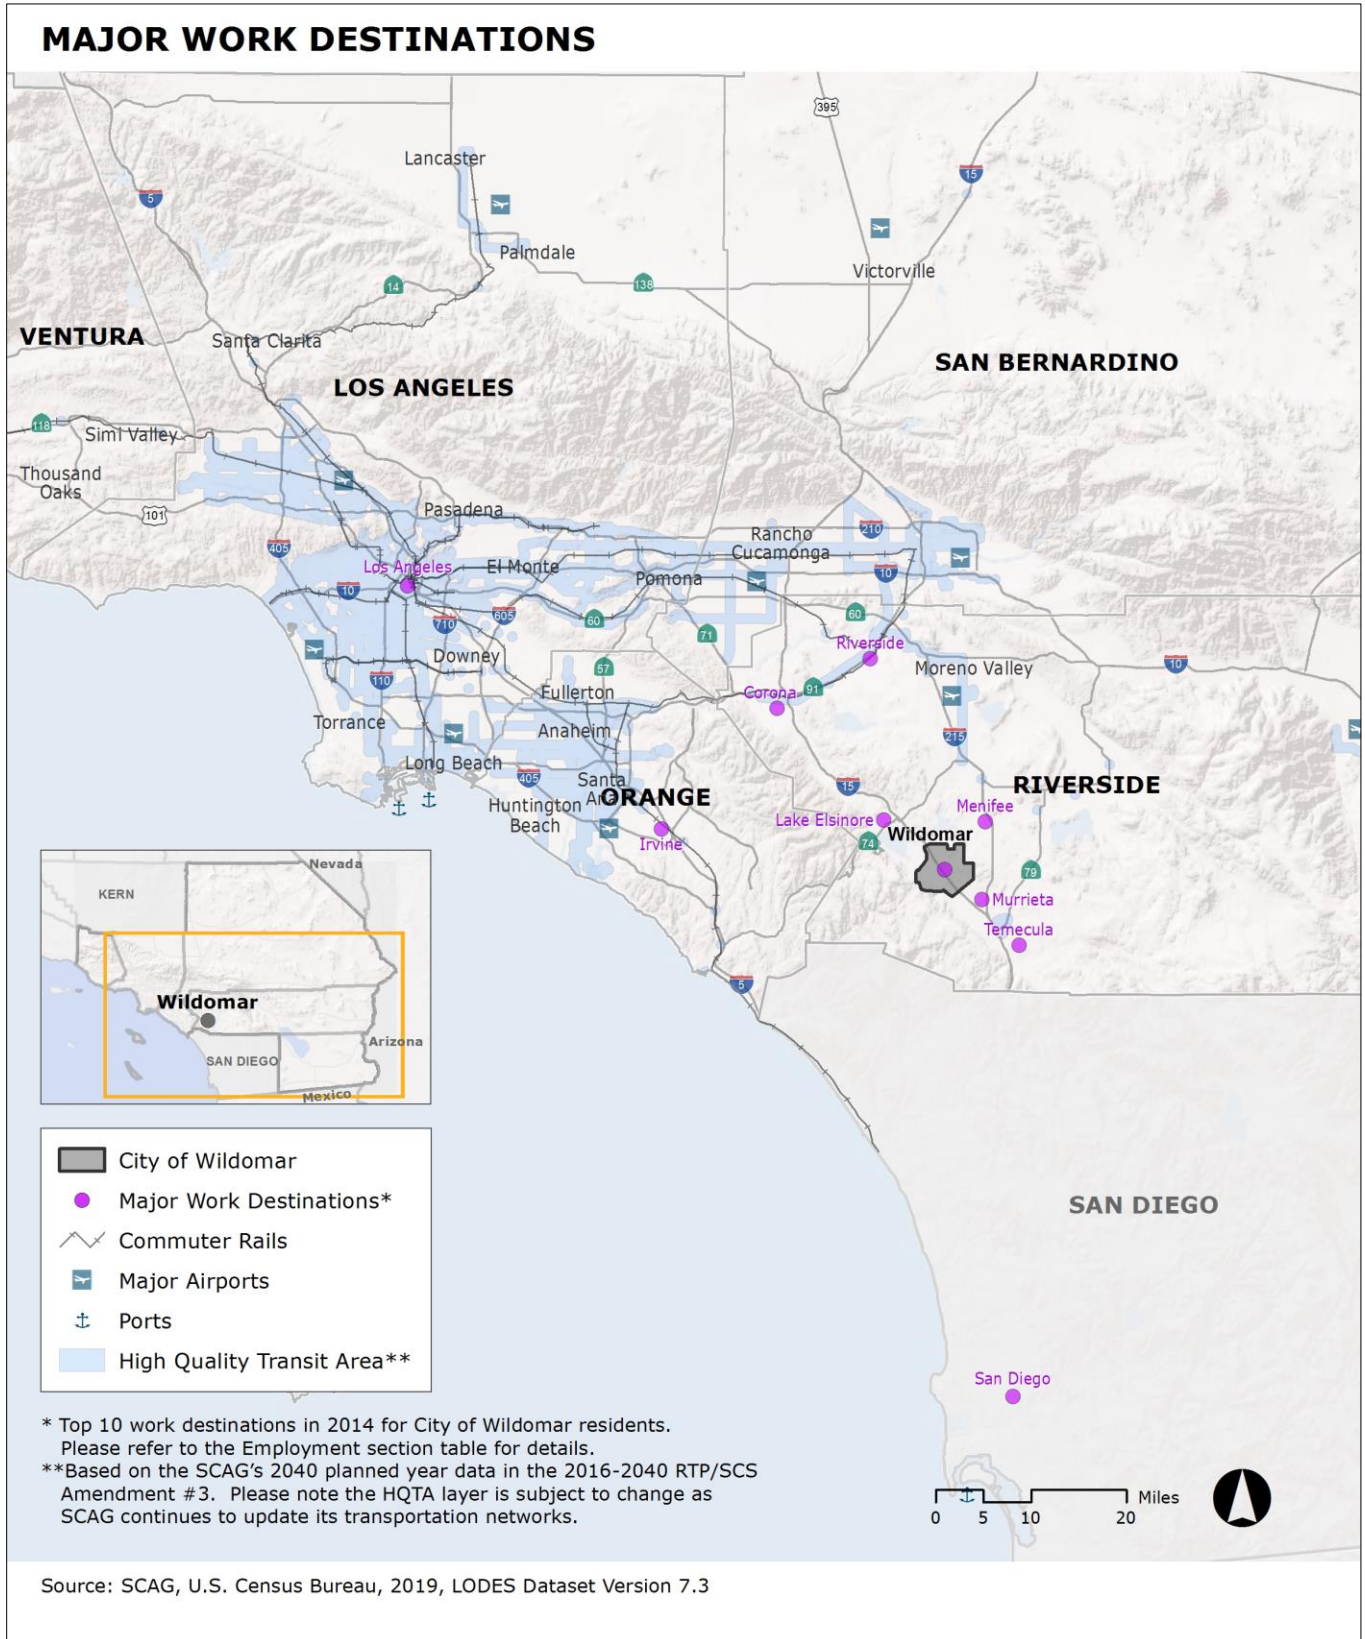 MAJOR WORK DESTINATIONS
395
Lancaster
15
5
Palmdale
Victorville
14
138
VENTURA
Santa Clarita
SAN BERNARDINO
LOS ANGELES
118
Simi Valley
Thousand
Oaks
101
Pasadena
210
Rancho
Cucamonga
405
Los Angeles
El Monte
Pomona
10
10
605
60
60
710
71
Riverside
Downey
57
Moreno Valley
10
110
Fullerton
Corona
91
Torrance
Anaheim
215
Long Beach
405
Santa
Ana
ORANGE
15
RIVERSIDE
Huntington
Beach
Lake Elsinore
Menifee
Irvine
74
Wildomar
79
Murrieta
Temecula
5
Nevada
KERN
Wildomar
Arizona
SAN DIEGO
Mexico
City of Wildomar
Major Work Destinations*
Commuter Rails
Major Airports
Ports
High Quality Transit Area**
SAN DIEGO
San Diego
* Top 10 work destinations in 2014 for City of Wildomar residents.
Please refer to the Employment section table for details.
**Based on the SCAG's 2040 planned year data in the 2016-2040 RTP/SCS
Amendment #3. Please note the HQTA layer is subject to change as
SCAG continues to update its transportation networks.
Miles
0 5 10 20
Source: SCAG, U.S. Census Bureau, 2019, LODES Dataset Version 7.3